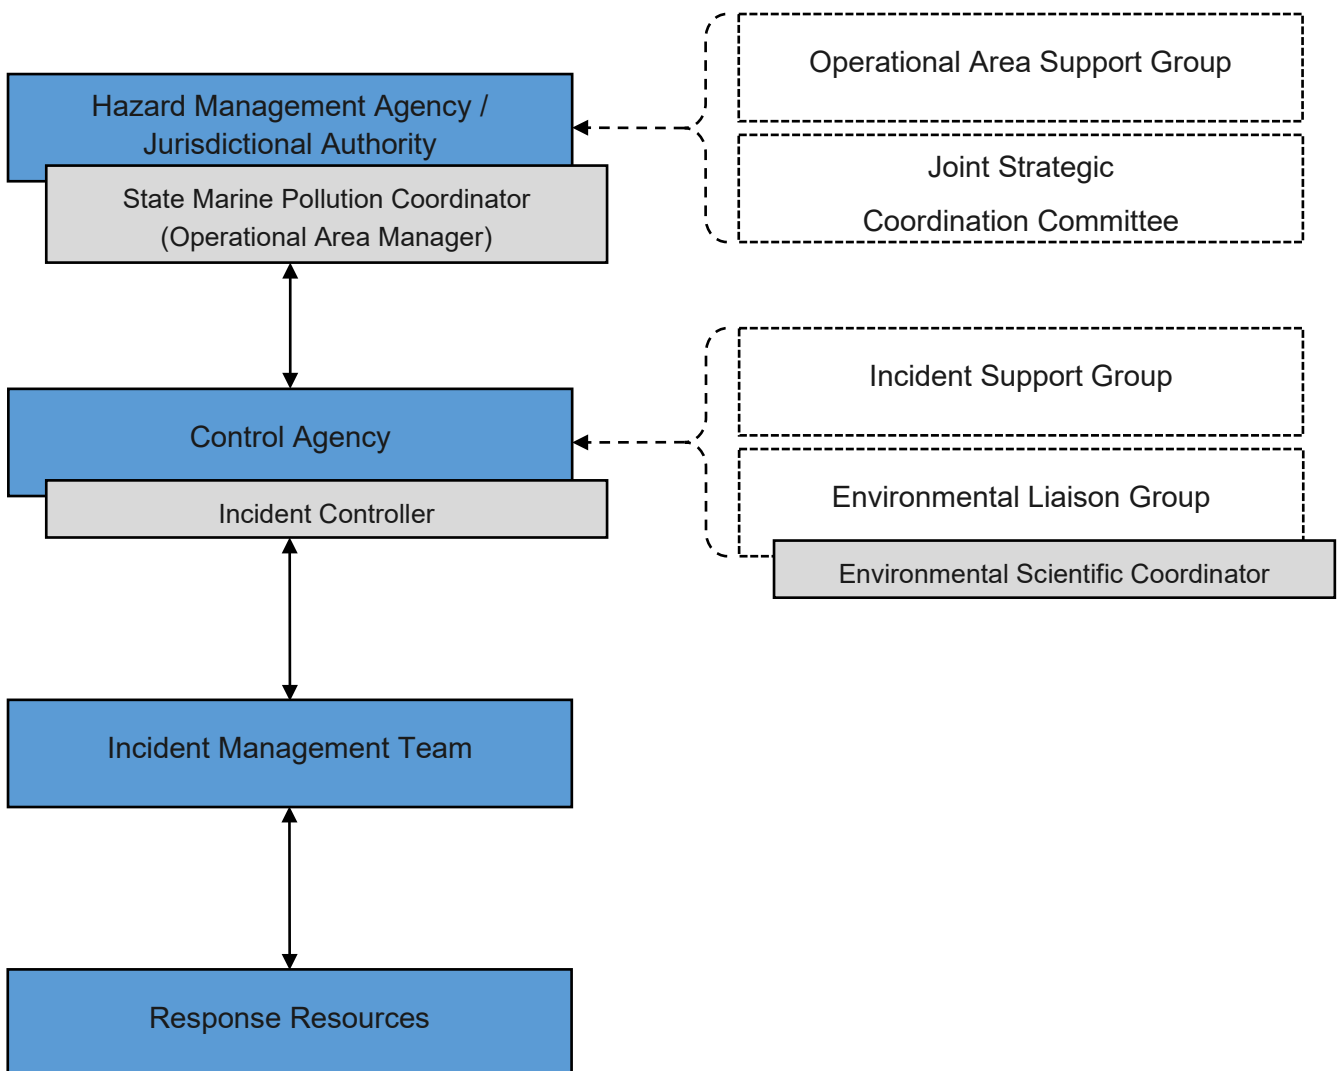 Operational Area Support Group
Hazard Management Agency /
Jurisdictional Authority
Joint Strategic
Coordination Committee
State Marine Pollution Coordinator
(Operational Area Manager)
Incident Support Group
Control Agency
Environmental Liaison Group
Incident Controller
Environmental Scientific Coordinator
Incident Management Team
Response Resources